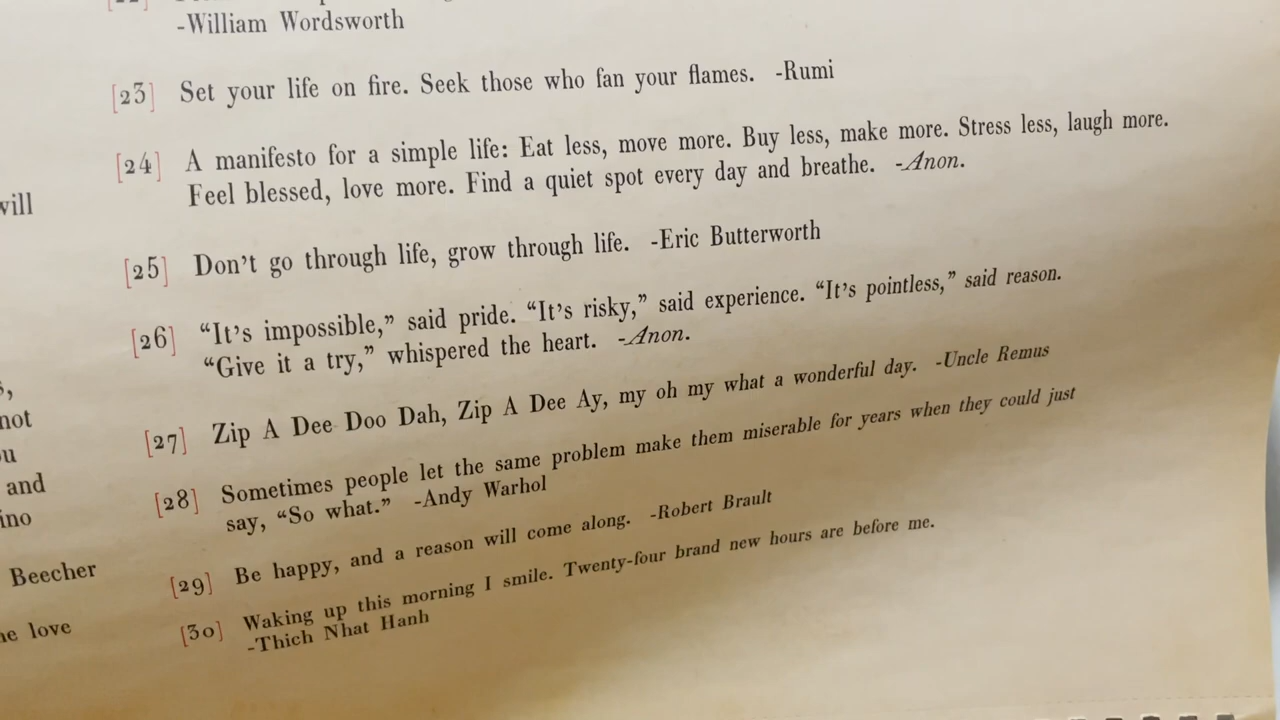 -William Wordsworth
[23] Set your life on fire. Seek those who fan your flames. -Rumi
[24] A manifesto for a simple life: Eat less, move more. Buy less, make more. Stress less, laugh more.
Feel blessed, love more. Find a quiet spot every day and breathe. -Anon.
[25] Don't go through life, grow through life. -Eric Butterworth
[26] “It's impossible,” said pride. “It's risky,” said experience. “It's pointless,” said reason.
“Give it a try,” whispered the heart. -Anon.
[27] Zip A Dee Doo Dah, Zip A Dee Ay, my oh my what a wonderful day. -Uncle Remus
[28] Sometimes people let the same problem make them miserable for years when they could just
say, “So what.” -Andy Warhol
[29] Be happy, and a reason will come along. -Robert Brault
[30] Waking up this morning I smile. Twenty-four brand new hours are before me.
-Thich Nhat Hanh
will
not
and
Beecher
love